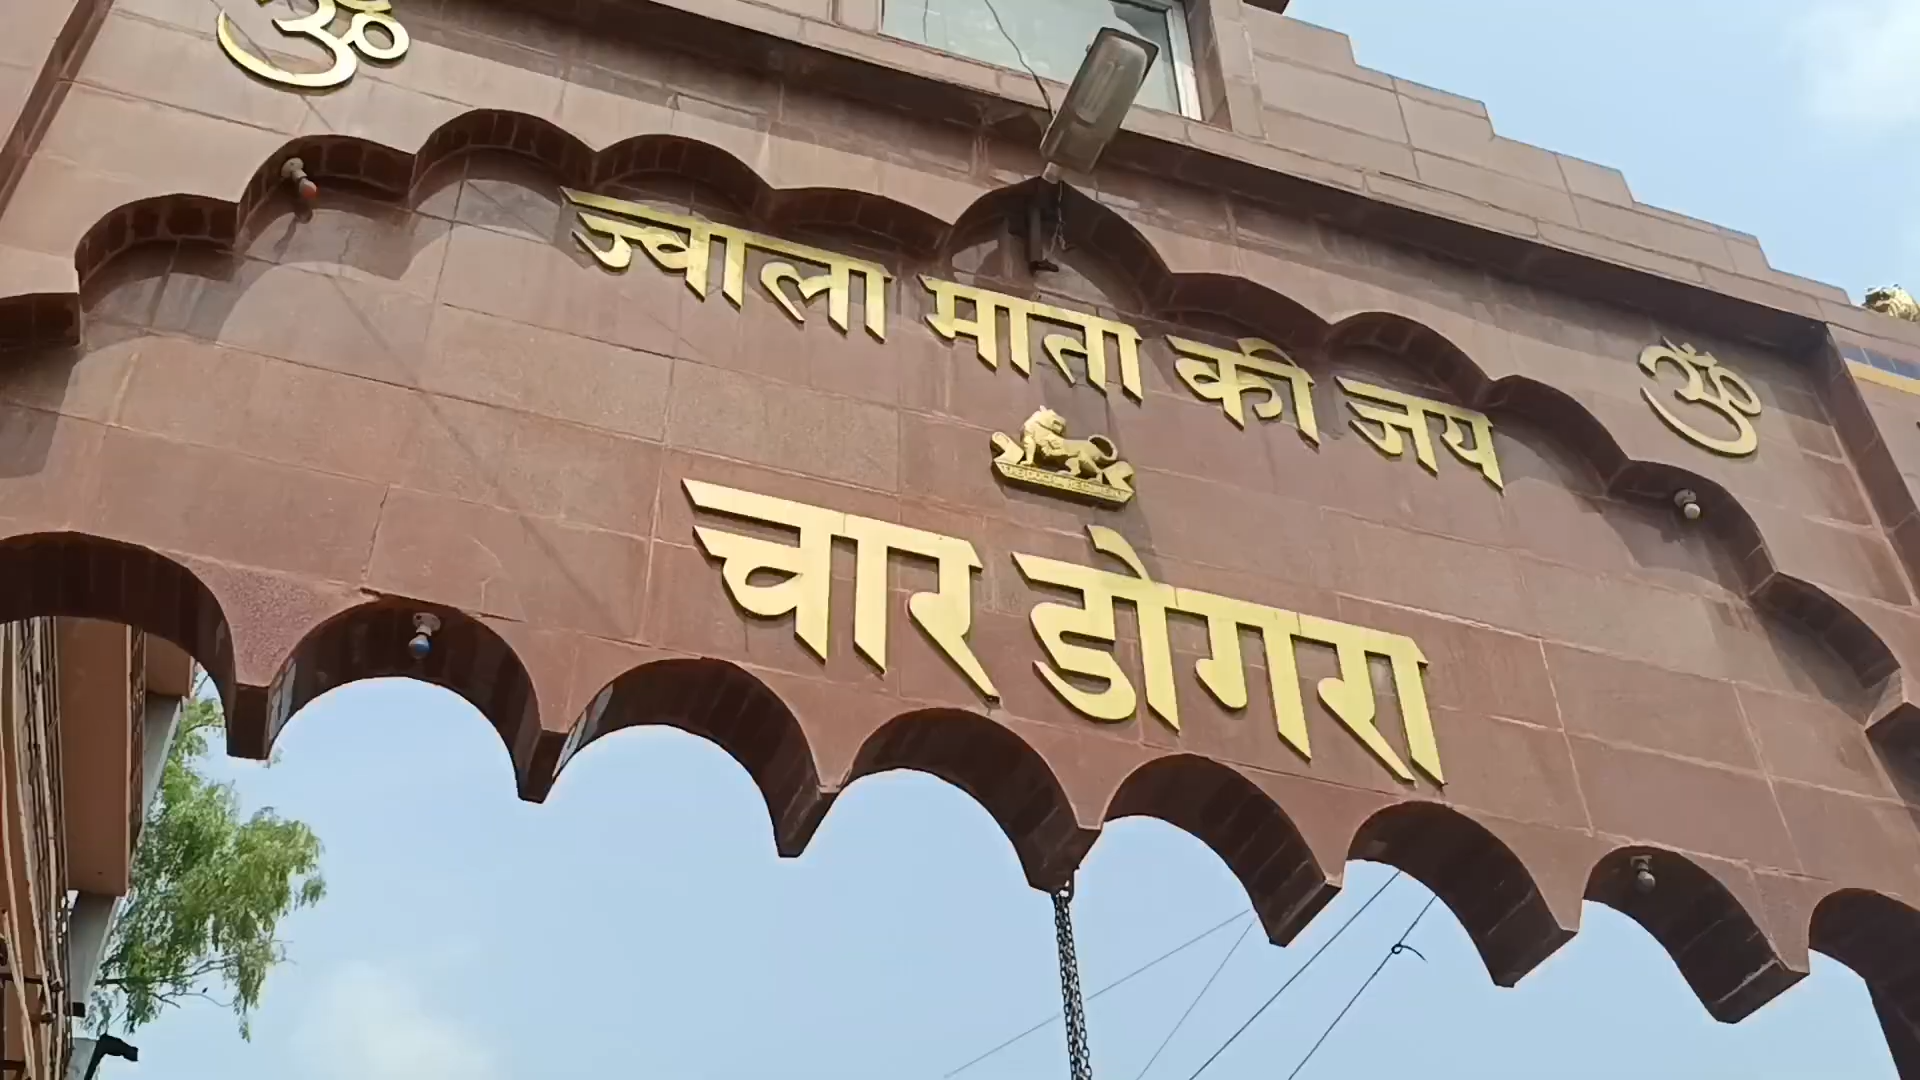 ॐ ॐ
ज्वाला माता की जय
चार डोगरा